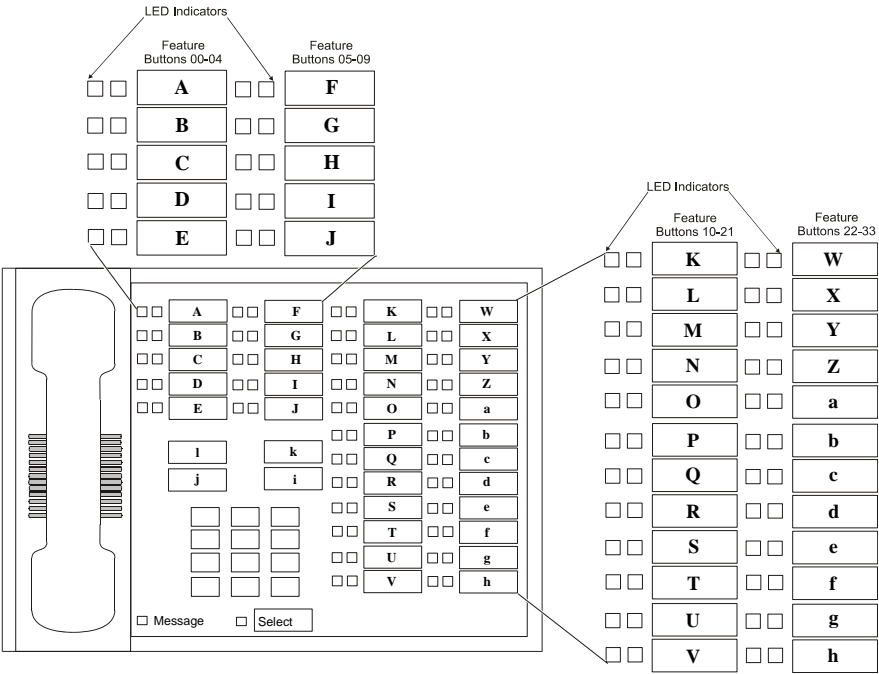 LED Indicators
Feature Feature
Buttons 00-04 Buttons 05-09
A F
B G
C H
D I
E J
LED Indicators
Feature Feature
Buttons 10-21 Buttons 22-33
K W
L X
M Y
N Z
O a
P b
Q c
R d
S e
T f
U g
V h
A F K W
B G L X
C H M Y
D I N Z
E J O a
P b
l k Q c
j i R d
S e
T f
U g
V h
Message Select